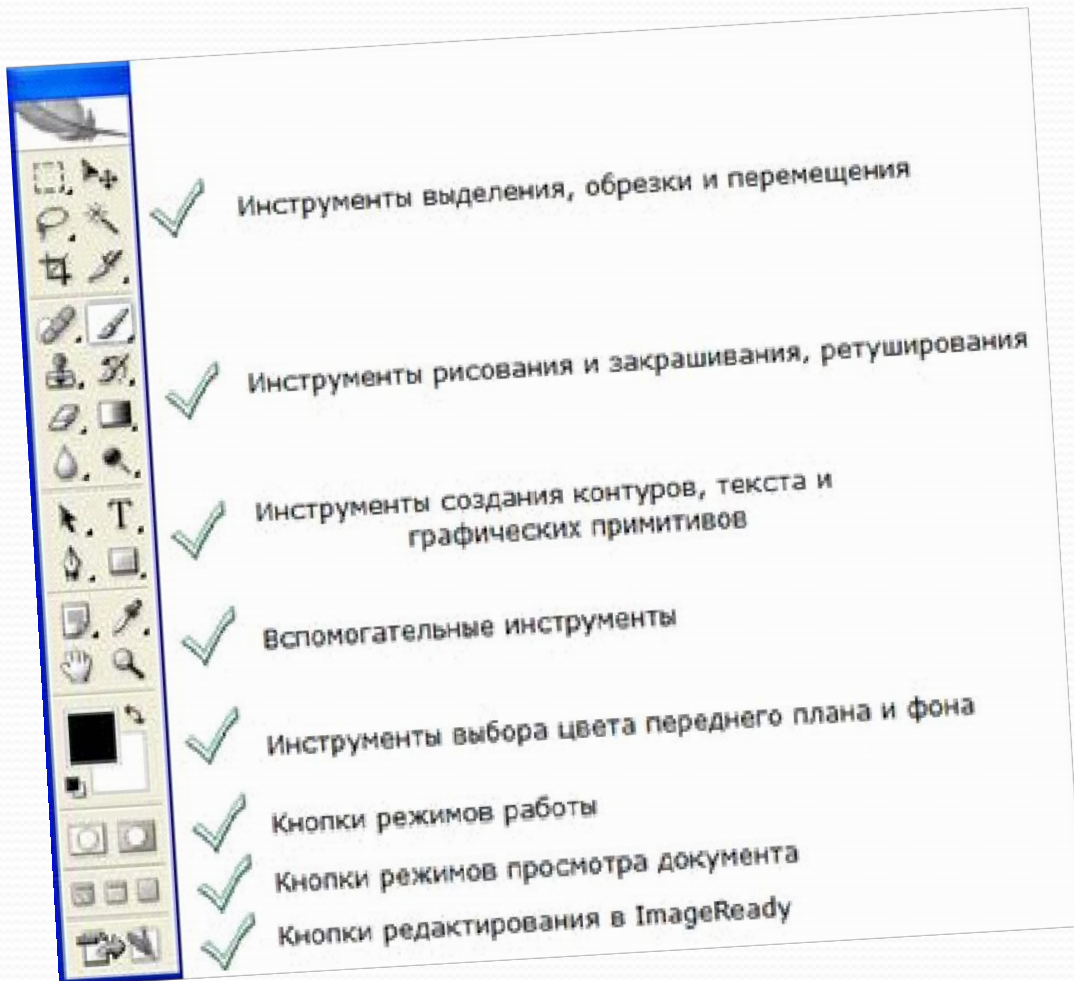 Инструменты выделения, обрезки и перемещения
Инструменты рисования и закрашивания, ретуширования
Инструменты создания контуров, текста и
графических примитивов
Вспомогательные инструменты
Инструменты выбора цвета переднего плана и фона
Кнопки режимов работы
Кнопки режимов просмотра документа
Кнопки редактирования в ImageReady